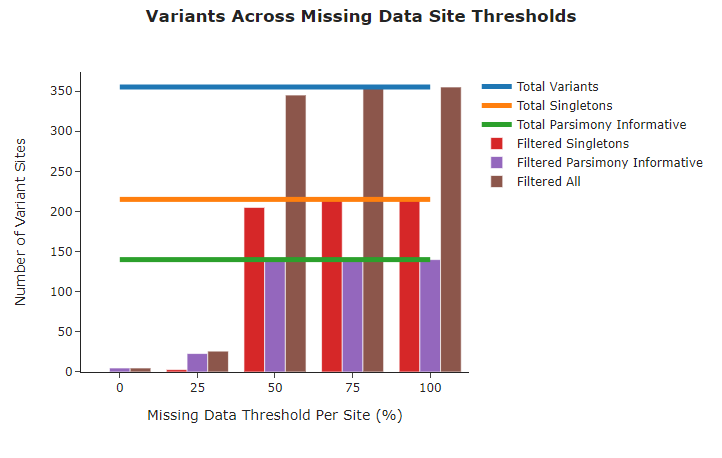 Variants Across Missing Data Site Thresholds
Number of Variant Sites
350
300
250
200
150
100
50
0
0
25
50
75
100
Missing Data Threshold Per Site (%)
Total Variants
Total Singletons
Total Parsimony Informative
Filtered Singletons
Filtered Parsimony Informative
Filtered All